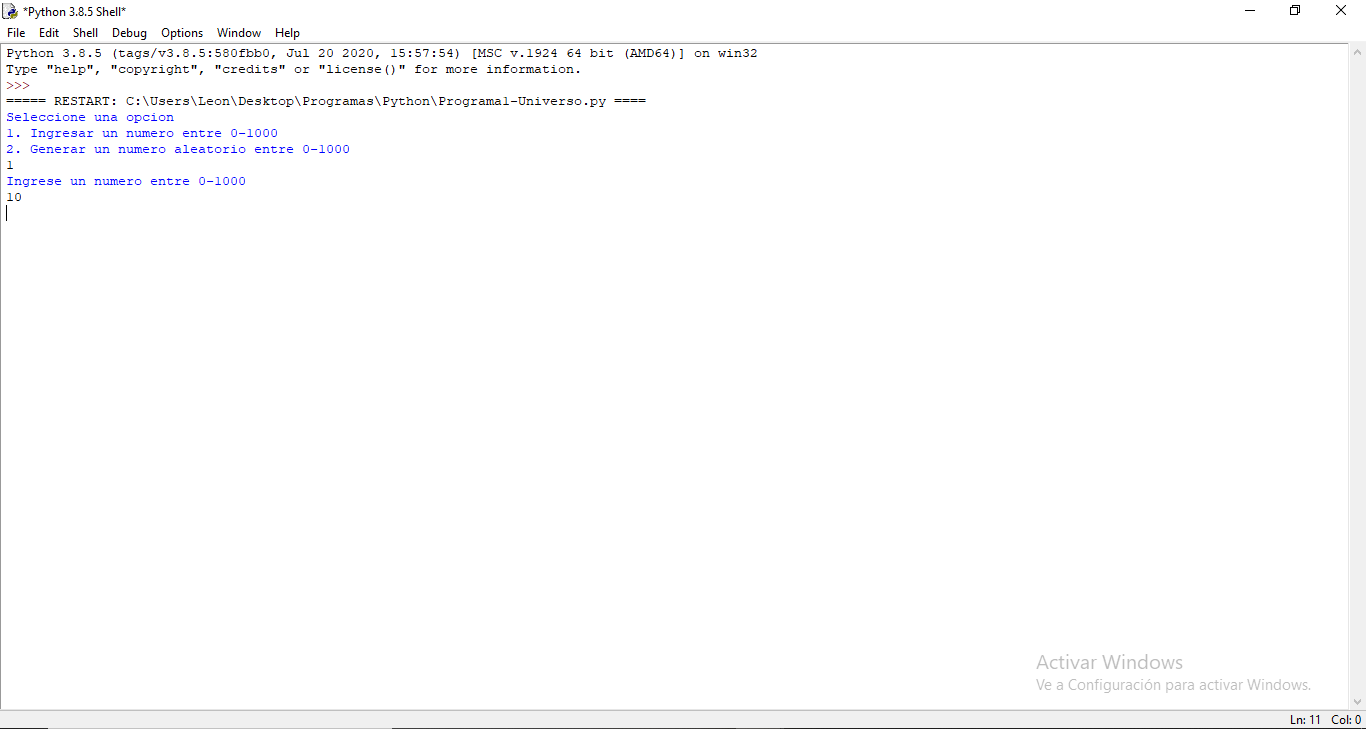 *Python 3.8.5 Shell*
File Edit Shell Debug Options Window Help
Python 3.8.5 (tags/v3.8.5:580fbb0, Jul 20 2020, 15:57:54) [MSC v.1924 64 bit (AMD64)] on win32
Type "help", "copyright", "credits" or "license()" for more information.
>>>
===== RESTART: C:\Users\Leon\Desktop\Programas\Python\Programa1-Universo.py ====
Seleccione una opcion
1. Ingresar un numero entre 0-1000
2. Generar un numero aleatorio entre 0-1000
1
Ingrese un numero entre 0-1000
10
Activar Windows
Ve a Configuración para activar Windows.
Ln: 11 Col: 0